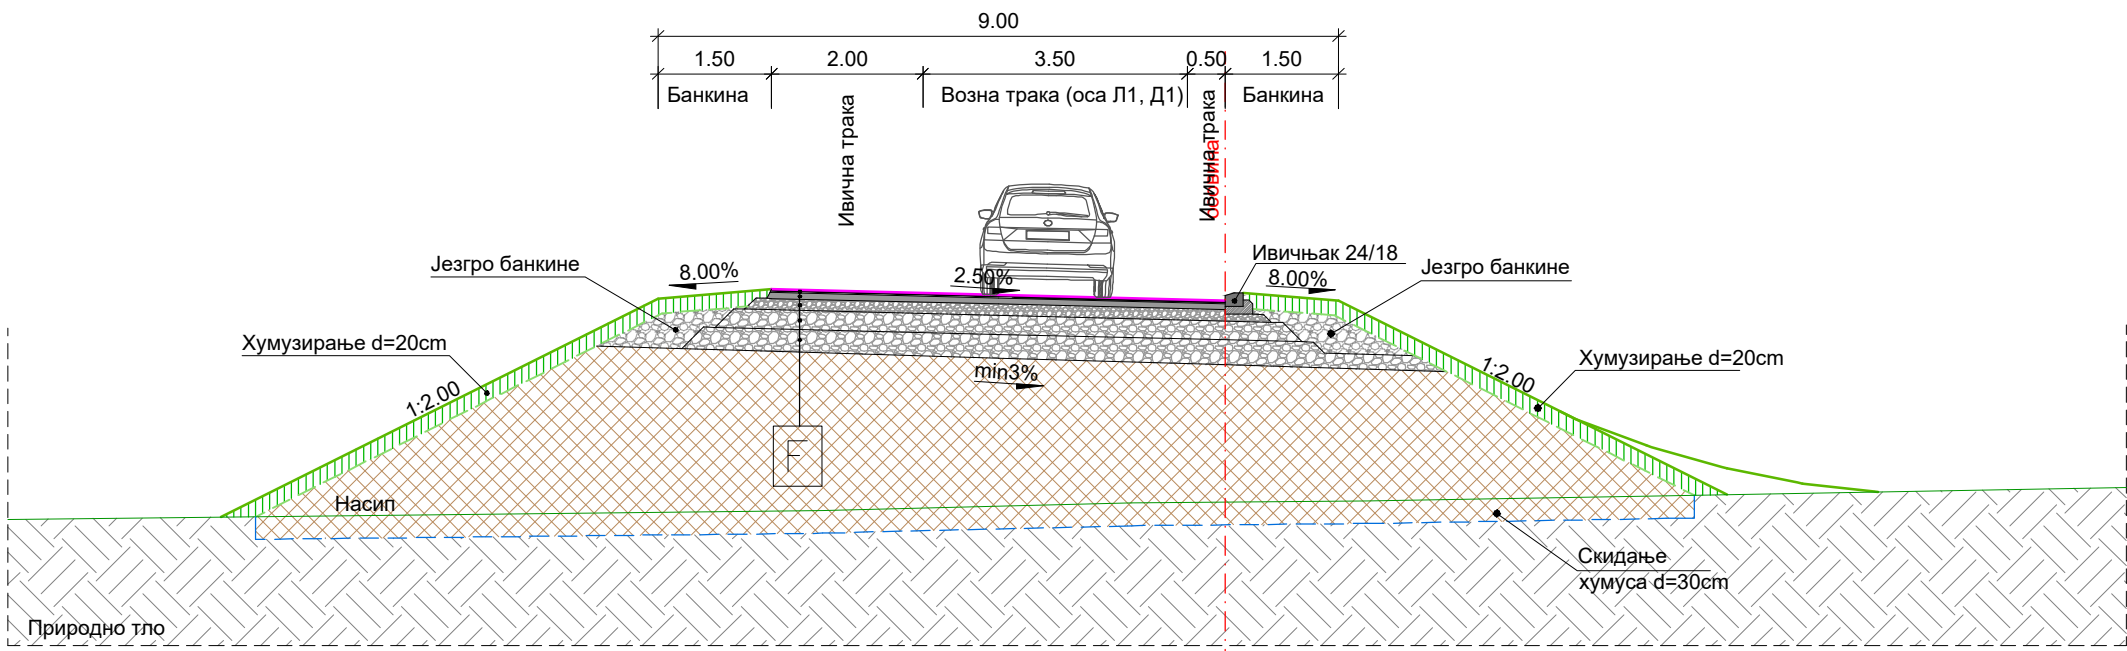 9.00
1.50
2.00
3.50
0.50
1.50
Банкина
Ивична трака
Возна трака (оса Л1, Д1)
Ивична трака
Банкина
Језгро банкине
8.00%
2.50%
Ивичњак 24/18
8.00%
Језгро банкине
Хумузирање d=20cm
1:2.00
min3%
1:2.00
Хумузирање d=20cm
F
Насип
Скидање
хумуса d=30cm
Природно тло